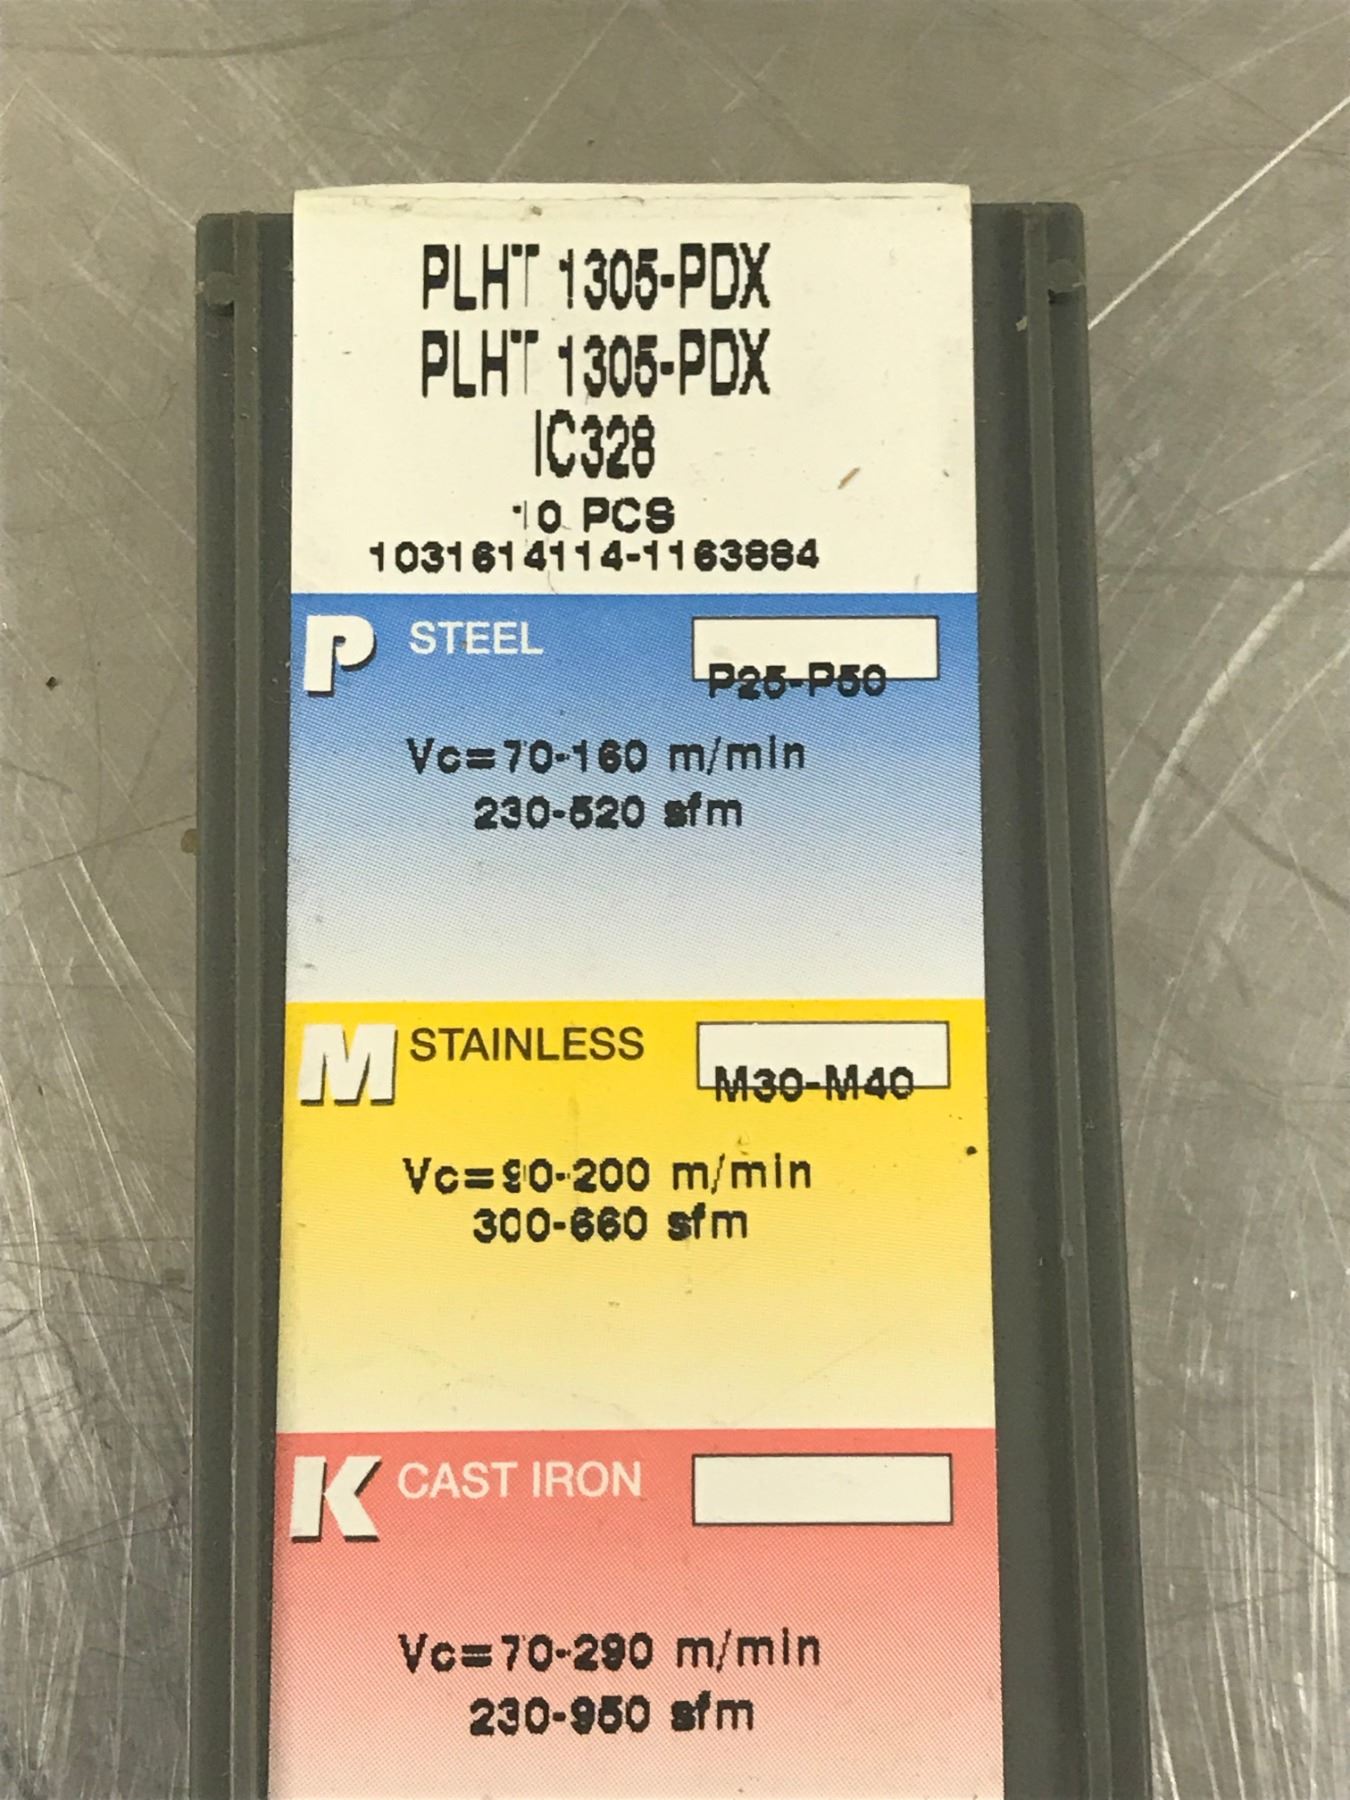 PLHT 1305-PDX
PLHT 1305-PDX
IC328
10 PCS
1031614114-1163884
P STEEL
P25-P50
Vc=70-160 m/min
230-520 sfm
M STAINLESS
M30-M40
Vc=90-200 m/min
300-660 sfm
K CAST IRON
Vc=70-290 m/min
230-950 sfm